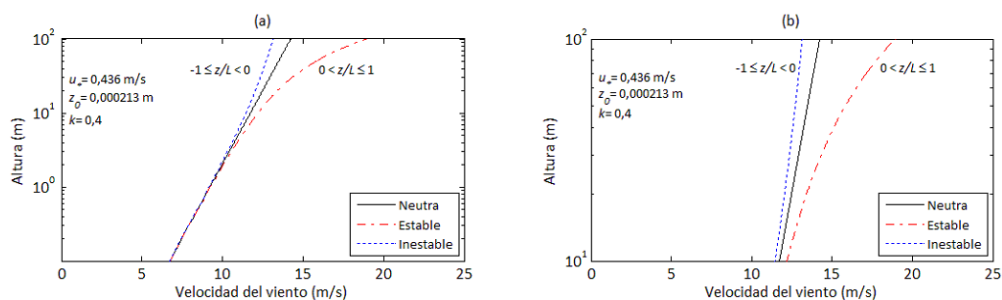 (a)
10²
10¹
10⁰
Altura (m)
u*= 0,436 m/s
z0= 0,000213 m
k= 0,4
-1 ≤ z/L < 0
0 < z/L ≤ 1
Neutra
Estable
Inestable
0 5 10 15 20 25
Velocidad del viento (m/s)
(b)
10²
10¹
Altura (m)
u*= 0,436 m/s
z0= 0,000213 m
k= 0,4
-1 ≤ z/L < 0
0 < z/L ≤ 1
Neutra
Estable
Inestable
0 5 10 15 20 25
Velocidad del viento (m/s)